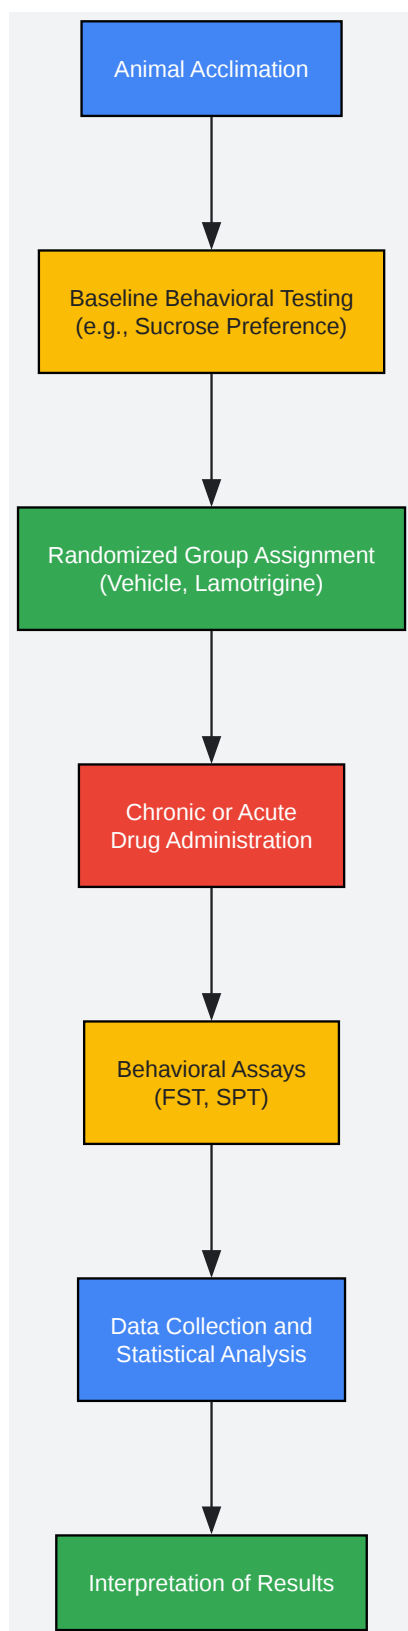 Animal Acclimation
Baseline Behavioral Testing
(e.g., Sucrose Preference)
Randomized Group Assignment
(Vehicle, Lamotrigine)
Chronic or Acute
Drug Administration
Behavioral Assays
(FST, SPT)
Data Collection and
Statistical Analysis
Interpretation of Results